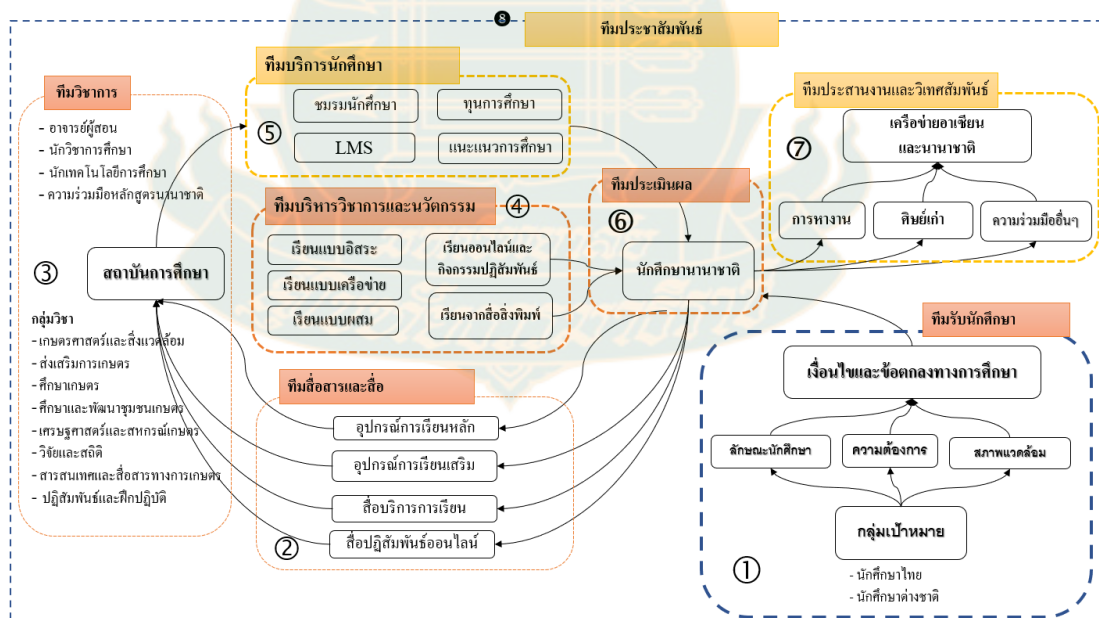 ❽
ทีมประชาสัมพันธ์
ทีมวิชาการ
- อาจารย์ผู้สอน
- นักวิชาการศึกษา
- นักเทคโนโลยีการศึกษา
- ความร่วมมือหลักสูตรนานาชาติ
③
สถาบันการศึกษา
กลุ่มวิชา
- เกษตรศาสตร์และสิ่งแวดล้อม
- ส่งเสริมการเกษตร
- ศึกษาเกษตร
- ศึกษาและพัฒนาชุมชนเกษตร
- เศรษฐศาสตร์และสหกรณ์เกษตร
- วิจัยและสถิติ
- สารสนเทศและสื่อสารทางการเกษตร
- ปฏิสัมพันธ์และฝึกปฏิบัติ
ทีมบริการนักศึกษา
ชมรมนักศึกษา
ทุนการศึกษา
⑤
LMS
แนะแนวการศึกษา
ทีมบริหารวิชาการและนวัตกรรม
④
เรียนแบบอิสระ
เรียนแบบเครือข่าย
เรียนแบบผสม
เรียนออนไลน์และ
กิจกรรมปฏิสัมพันธ์
เรียนจากสื่อสิ่งพิมพ์
ทีมสื่อสารและสื่อ
อุปกรณ์การเรียนหลัก
อุปกรณ์การเรียนเสริม
สื่อบริการการเรียน
สื่อปฏิสัมพันธ์ออนไลน์
②
ทีมประเมินผล
⑥
นักศึกษานานาชาติ
ทีมประสานงานและวิเทศสัมพันธ์
⑦
เครือข่ายอาเซียน
และนานาชาติ
การหางาน
ศิษย์เก่า
ความร่วมมืออื่นๆ
ทีมรับนักศึกษา
เงื่อนไขและข้อตกลงทางการศึกษา
ลักษณะนักศึกษา
ความต้องการ
สภาพแวดล้อม
กลุ่มเป้าหมาย
①
- นักศึกษาไทย
- นักศึกษาต่างชาติ